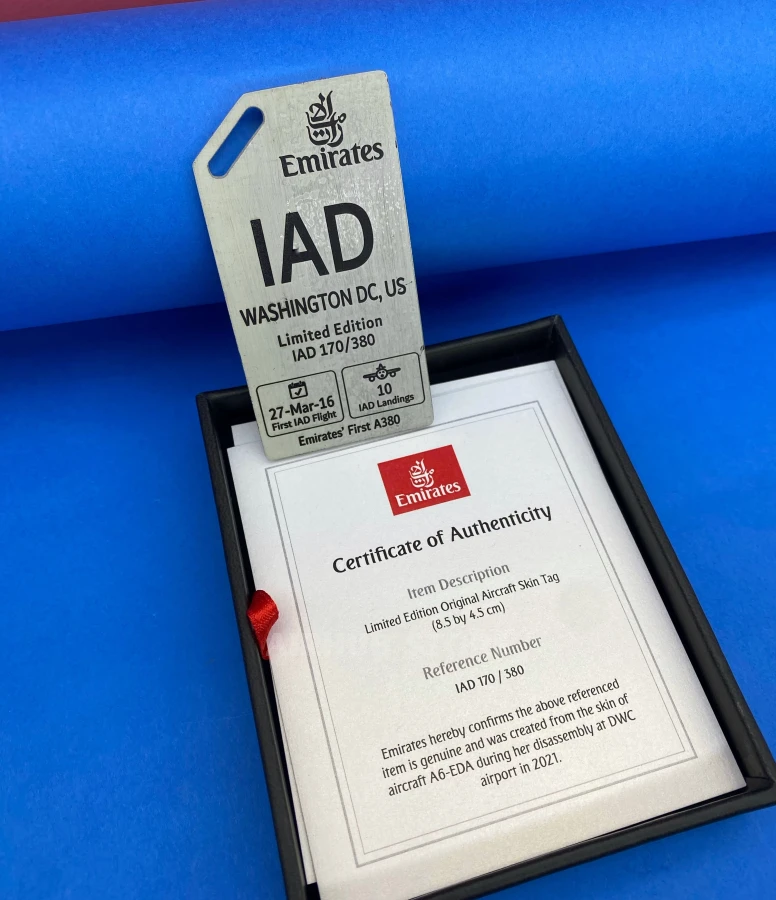 Emirates
IAD
WASHINGTON DC, US
Limited Edition
IAD 170/380
27-Mar-16
First IAD Flight
10
IAD Landings
Emirates' First A380
Emirates
Certificate of Authenticity
Item Description
Limited Edition Original Aircraft Skin Tag
(8.5 by 4.5 cm)
Reference Number
IAD 170 / 380
Emirates hereby confirms the above referenced
item is genuine and was created from the skin of
aircraft A6-EDA during her disassembly at DWC
airport in 2021.